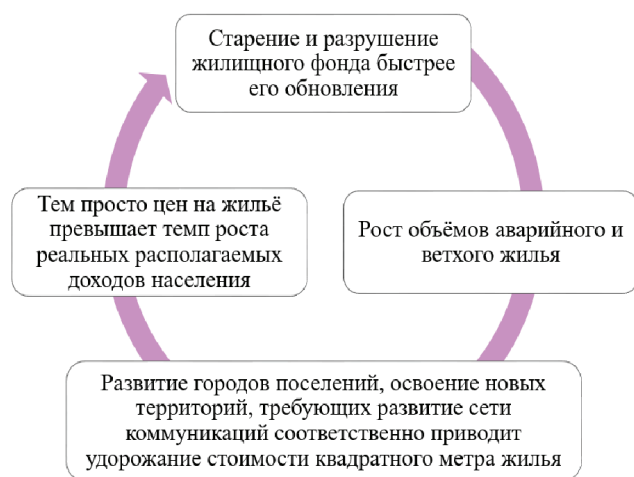 Старение и разрушение
жилищного фонда быстрее
его обновления
Рост объёмов аварийного и
ветхого жилья
Развитие городов поселений, освоение новых
территорий, требующих развитие сети
коммуникаций соответственно приводит
удорожание стоимости квадратного метра жилья
Тем просто цен на жильё
превышает темп роста
реальных располагаемых
доходов населения